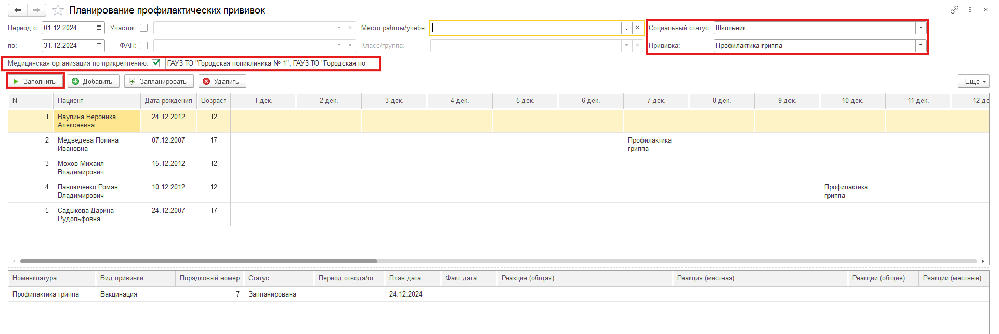 Планирование профилактических прививок
Период с: 01.12.2024 Участок: Место работы/учебы: ... Социальный статус: Школьник
по: 31.12.2024 ФАП: Класс/группа: Прививка: Профилактика гриппа
Медицинская организация по прикреплению: ГАУЗ ТО "Городская поликлиника № 1"; ГАУЗ ТО "Городская по ...
Заполнить Добавить Запланировать Удалить Еще
N Пациент Дата рождения Возраст 1 дек. 2 дек. 3 дек. 4 дек. 5 дек. 6 дек. 7 дек. 8 дек. 9 дек. 10 дек. 11 дек. 12 де
1 Ваулина Вероника 24.12.2012 12
Алексеевна
2 Медведева Полина 07.12.2007 17 Профилактика
Ивановна гриппа
3 Мохов Михаил 15.12.2012 12
Владимирович
4 Павлюченко Роман 10.12.2012 12 Профилактика
Владимирович гриппа
5 Садыкова Дарина 24.12.2007 17
Рудольфовна
Номенклатура Вид прививки Порядковый номер Статус Период отвода/от... План дата Факт дата Реакция (общая) Реакция (местная) Реакции (общие) Реакции (местные)
Профилактика гриппа Вакцинация 7 Запланирована 24.12.2024